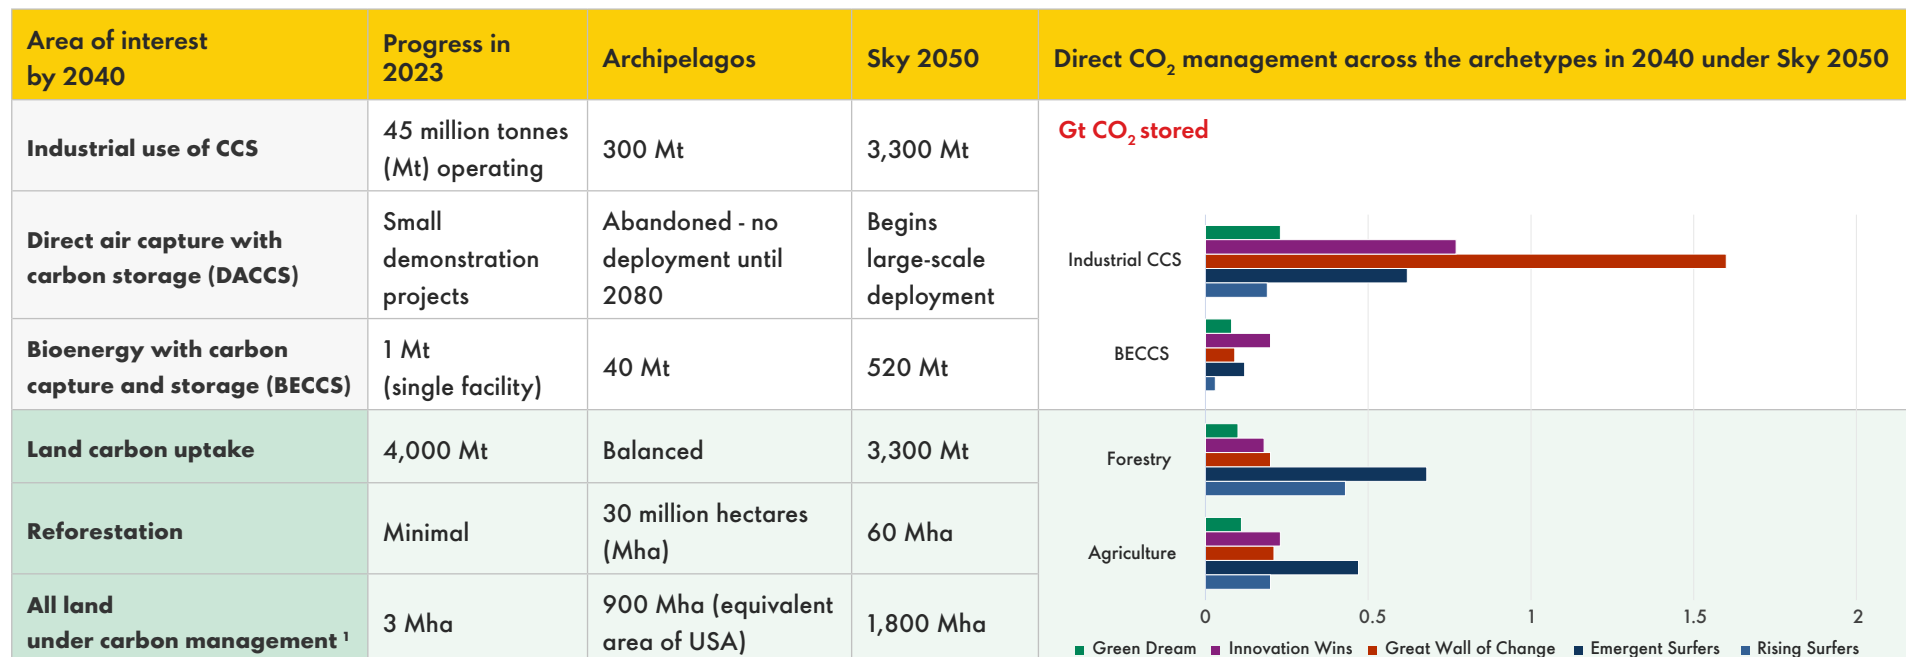 Area of interest
by 2040
Progress in
2023
Archipelagos
Sky 2050
Direct CO2 management across the archetypes in 2040 under Sky 2050
Industrial use of CCS
45 million tonnes
(Mt) operating
300 Mt
3,300 Mt
Direct air capture with
carbon storage (DACCS)
Small
demonstration
projects
Abandoned - no
deployment until
2080
Begins
large-scale
deployment
Bioenergy with carbon
capture and storage (BECCS)
1 Mt
(single facility)
40 Mt
520 Mt
Land carbon uptake
4,000 Mt
Balanced
3,300 Mt
Reforestation
Minimal
30 million hectares
(Mha)
60 Mha
All land
under carbon management 1
3 Mha
900 Mha (equivalent
area of USA)
1,800 Mha
Gt CO2 stored
Industrial CCS
BECCS
Forestry
Agriculture
0 0.5 1 1.5 2
Green Dream Innovation Wins Great Wall of Change Emergent Surfers Rising Surfers